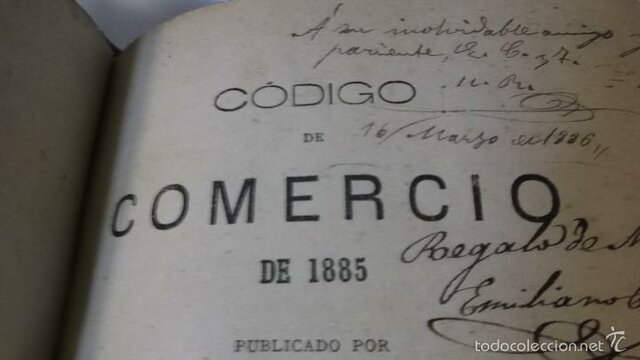 Á su inolvidable amigo y
pariente, E. C. y Z.
M. R.
CÓDIGO
DE
16/Marzo de 1886,,
COMERCIO
Regalo de
DE 1885
Emiliano
PUBLICADO POR
todocoleccion.net